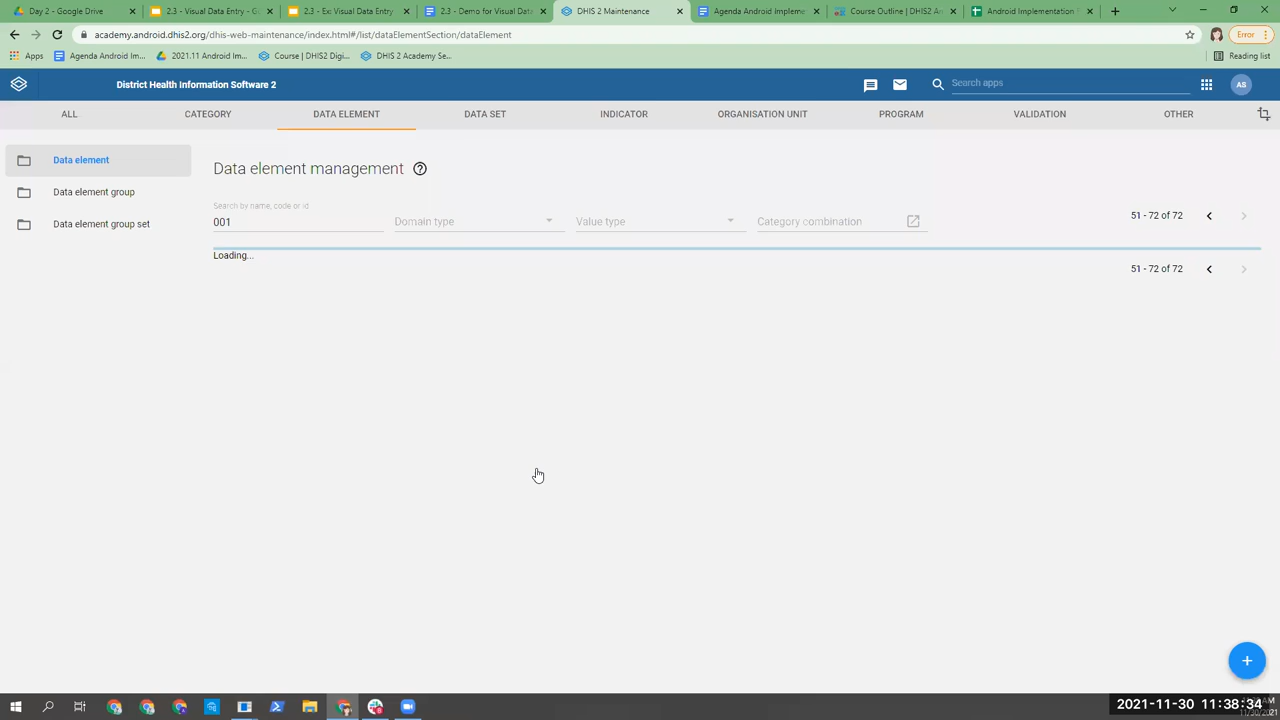 Day 2 - Google Drive
2.3 - Visual Data Entry - G
2.3 - Ex Visual Data Entry
2.3 - Demo for Visual Data
DHIS 2 Maintenance
Agenda Android Impleme
Course Outline | DHIS2 A
Android Implementation
academy.android.dhis2.org/dhis-web-maintenance/index.html#/list/dataElementSection/dataElement
Error
Apps
Agenda Android Im...
2021.11 Android Im...
Course | DHIS2 Digi...
DHIS 2 Academy Se...
Reading list
District Health Information Software 2
Search apps
AS
ALL
CATEGORY
DATA ELEMENT
DATA SET
INDICATOR
ORGANISATION UNIT
PROGRAM
VALIDATION
OTHER
Data element
Data element group
Data element group set
Data element management
Search by name, code or id
001
Domain type
Value type
Category combination
51 - 72 of 72
Loading...
51 - 72 of 72
+
2021-11-30 11:38:34